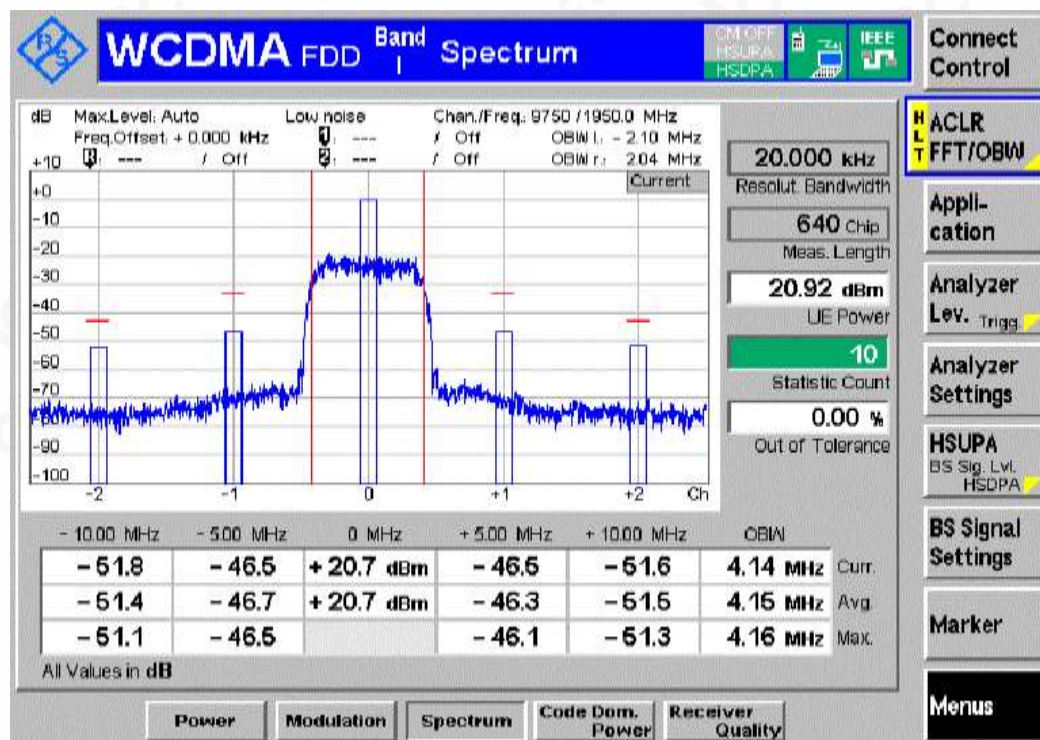 R&S WCDMA FDD Band I Spectrum
CM OFF
HSUPA
HSDPA
IEEE
Connect Control
dB Max.Level: Auto Low noise Chan./Freq.: 9750 / 1950.0 MHz
Freq.Offset: + 0.000 kHz 1: --- / Off OBW l.: - 2.10 MHz
R: --- / Off 2: --- / Off OBW r.: 2.04 MHz
Current
+10
+0
-10
-20
-30
-40
-50
-60
-70
-80
-90
-100
-2 -1 0 +1 +2 Ch
20.000 kHz
Resolut. Bandwidth
640 Chip
Meas. Length
20.92 dBm
UE Power
10
Statistic Count
0.00 %
Out of Tolerance
- 10.00 MHz - 5.00 MHz 0 MHz + 5.00 MHz + 10.00 MHz OBW
- 51.8 - 46.5 + 20.7 dBm - 46.5 - 51.6 4.14 MHz Curr.
- 51.4 - 46.7 + 20.7 dBm - 46.3 - 51.5 4.15 MHz Avg.
- 51.1 - 46.5 - 46.1 - 51.3 4.16 MHz Max.
All Values in dB
HLT
ACLR
FFT/OBW
Appli-
cation
Analyzer
Lev. Trigg.
Analyzer
Settings
HSUPA
BS Sig. Lvl.
HSDPA
BS Signal
Settings
Marker
Menus
Power
Modulation
Spectrum
Code Dom.
Power
Receiver
Quality